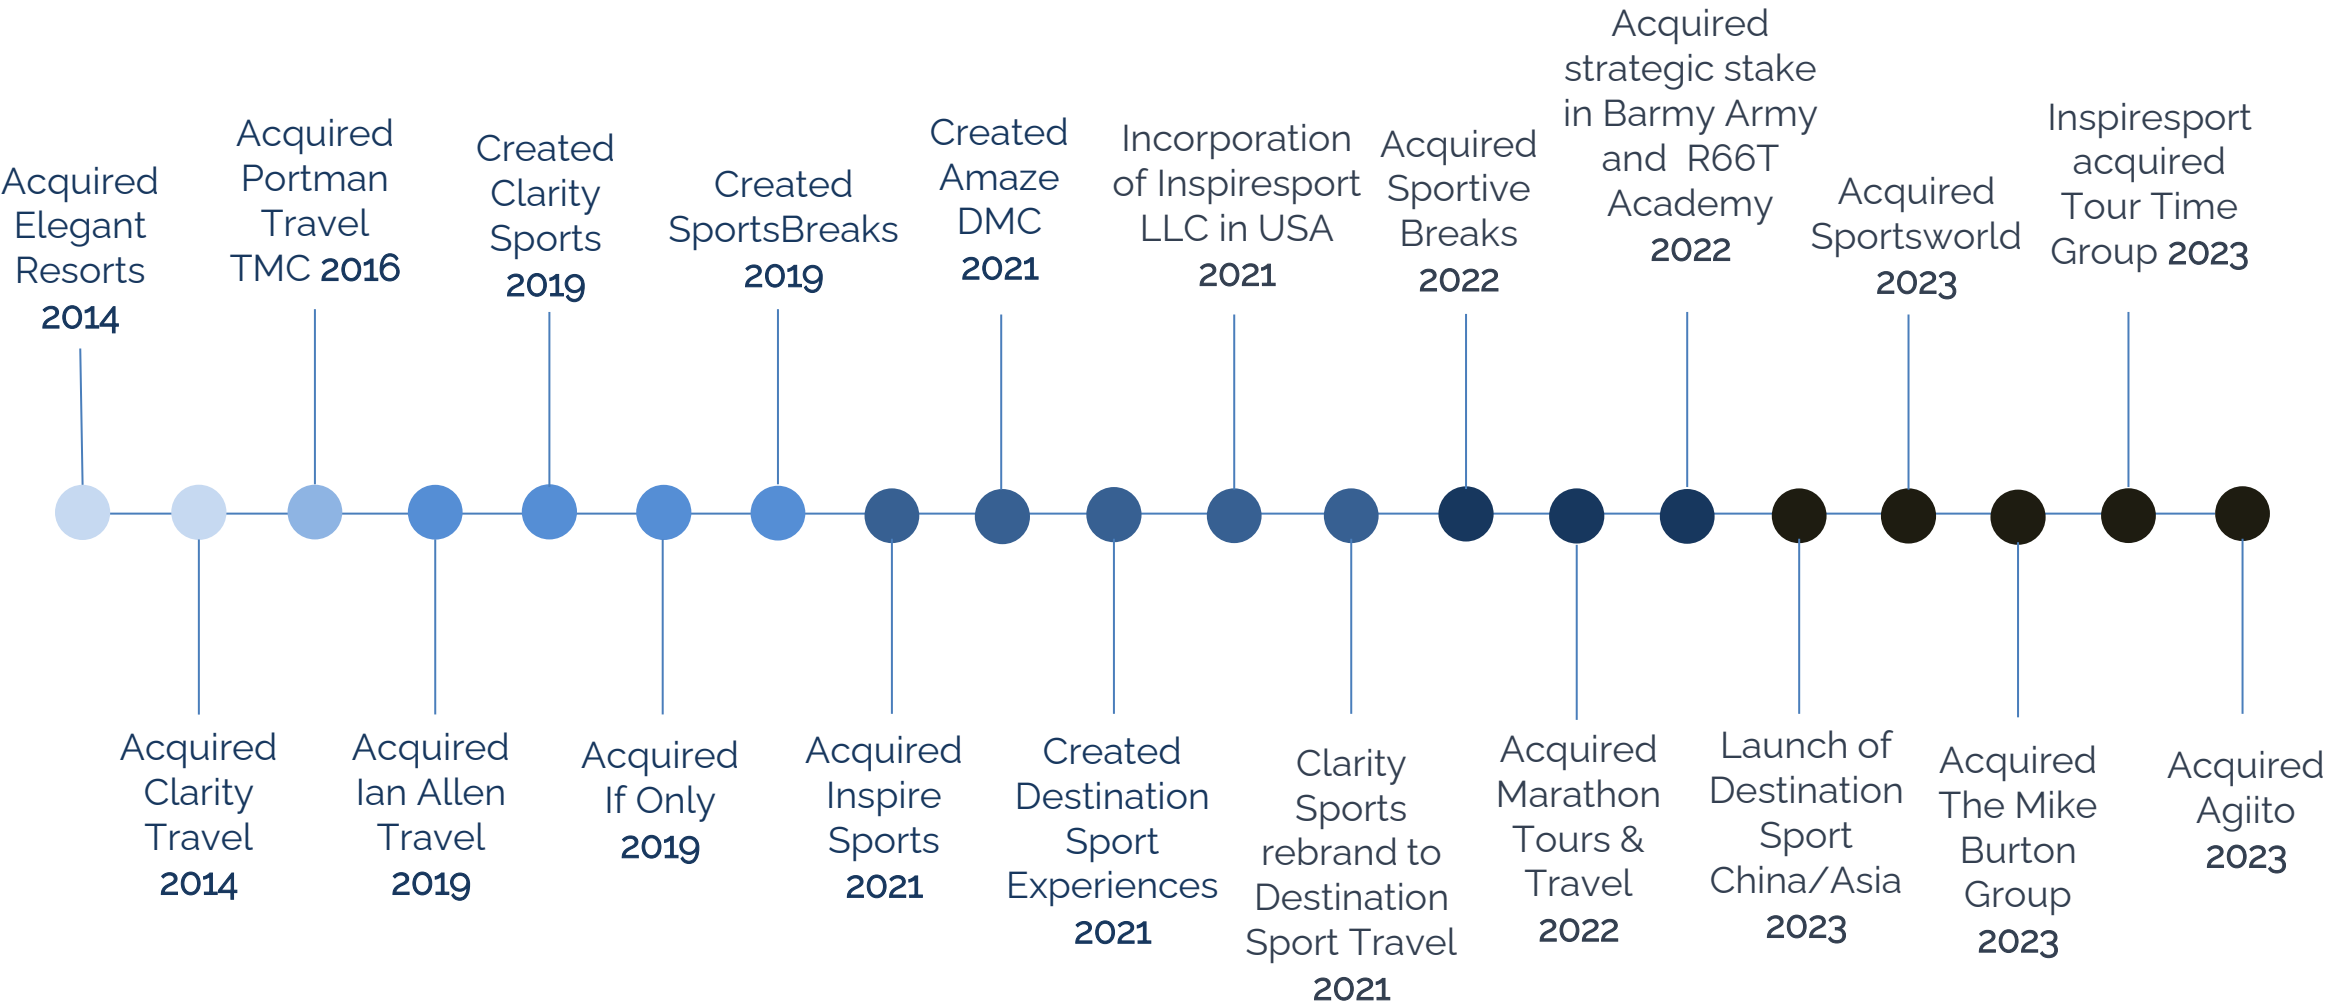 Acquired
Elegant
Resorts
2014
Acquired
Clarity
Travel
2014
Acquired
Portman
Travel
TMC 2016
Acquired
Ian Allen
Travel
2019
Created
Clarity
Sports
2019
Acquired
If Only
2019
Created
SportsBreaks
2019
Acquired
Inspire
Sports
2021
Created
Amaze
DMC
2021
Created
Destination
Sport
Experiences
2021
Incorporation
of Inspiresport
LLC in USA
2021
Clarity
Sports
rebrand to
Destination
Sport Travel
2021
Acquired
Sportive
Breaks
2022
Acquired
Marathon
Tours &
Travel
2022
Acquired
strategic stake
in Barmy Army
and R66T
Academy
2022
Launch of
Destination
Sport
China/Asia
2023
Acquired
Sportsworld
2023
Acquired
The Mike
Burton
Group
2023
Inspiresport
acquired
Tour Time
Group 2023
Acquired
Agiito
2023